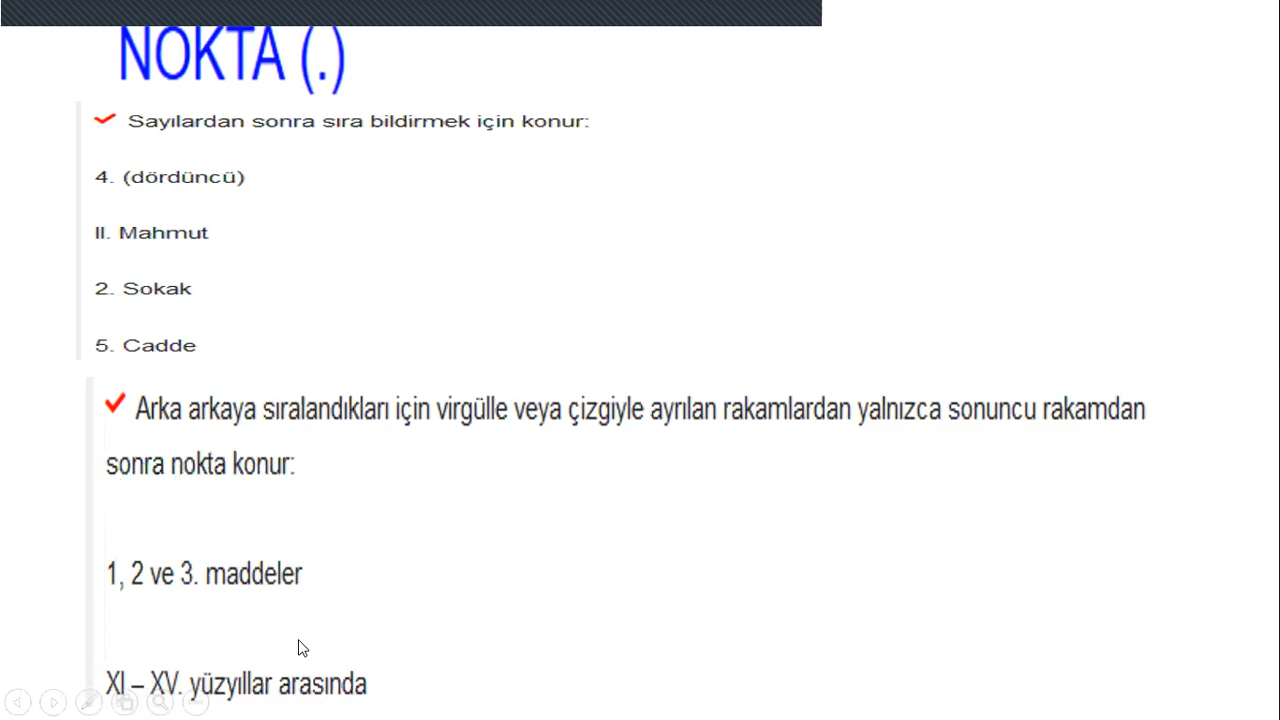 NOKTA (.)
Sayılardan sonra sıra bildirmek için konur:
4. (dördüncü)
II. Mahmut
2. Sokak
5. Cadde
Arka arkaya sıralandıkları için virgülle veya çizgiyle ayrılan rakamlardan yalnızca sonuncu rakamdan
sonra nokta konur:
1, 2 ve 3. maddeler
XI – XV. yüzyıllar arasında